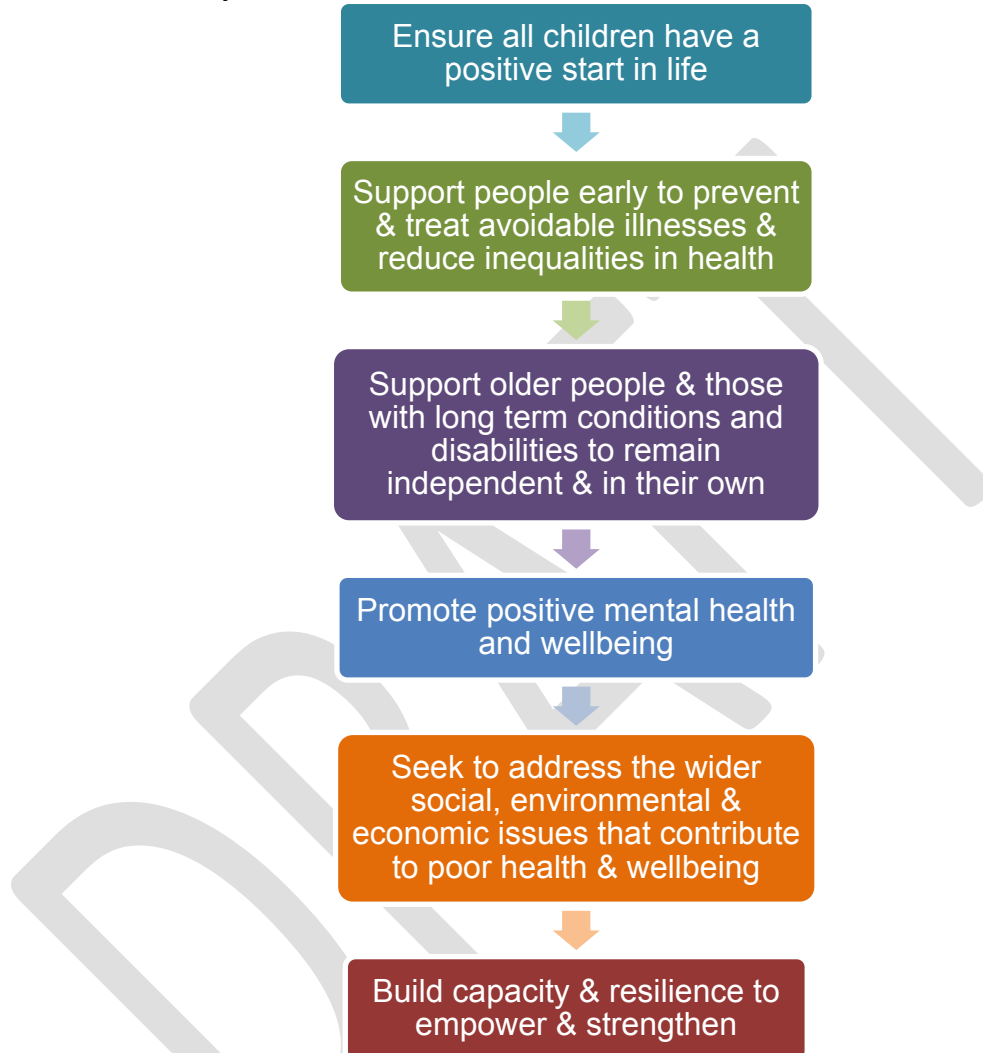 Ensure all children have a
positive start in life
Support people early to prevent
& treat avoidable illnesses &
reduce inequalities in health
Support older people & those
with long term conditions and
disabilities to remain
independent & in their own
Promote positive mental health
and wellbeing
Seek to address the wider
social, environmental &
economic issues that contribute
to poor health & wellbeing
Build capacity & resilience to
empower & strengthen
DRAFT